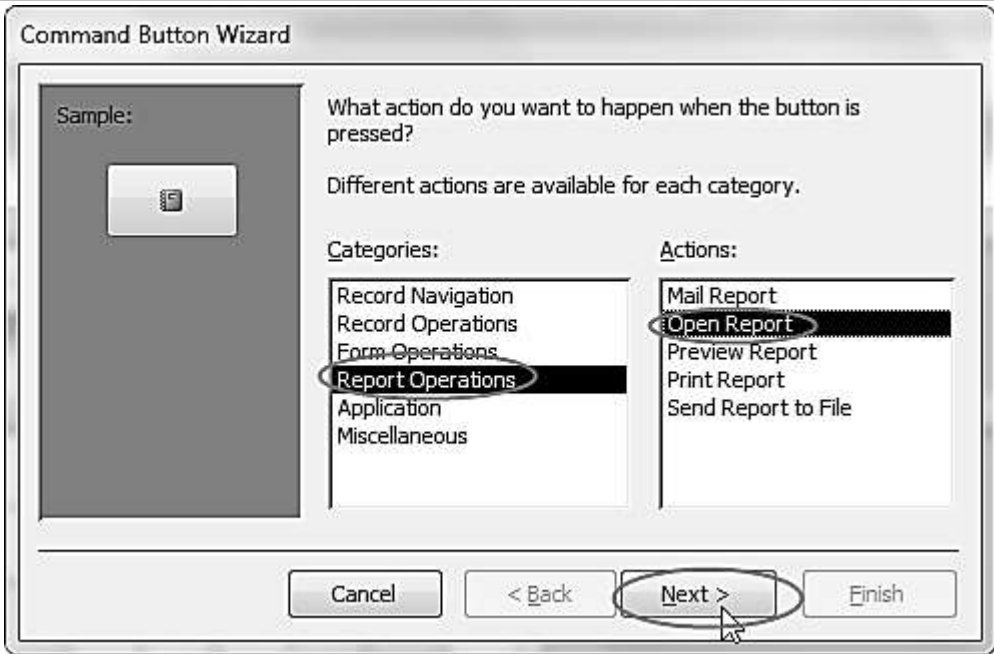 Command Button Wizard
Sample:
What action do you want to happen when the button is
pressed?
Different actions are available for each category.
Categories:
Record Navigation
Record Operations
Form Operations
Report Operations
Application
Miscellaneous
Actions:
Mail Report
Open Report
Preview Report
Print Report
Send Report to File
Cancel
< Back
Next >
Finish